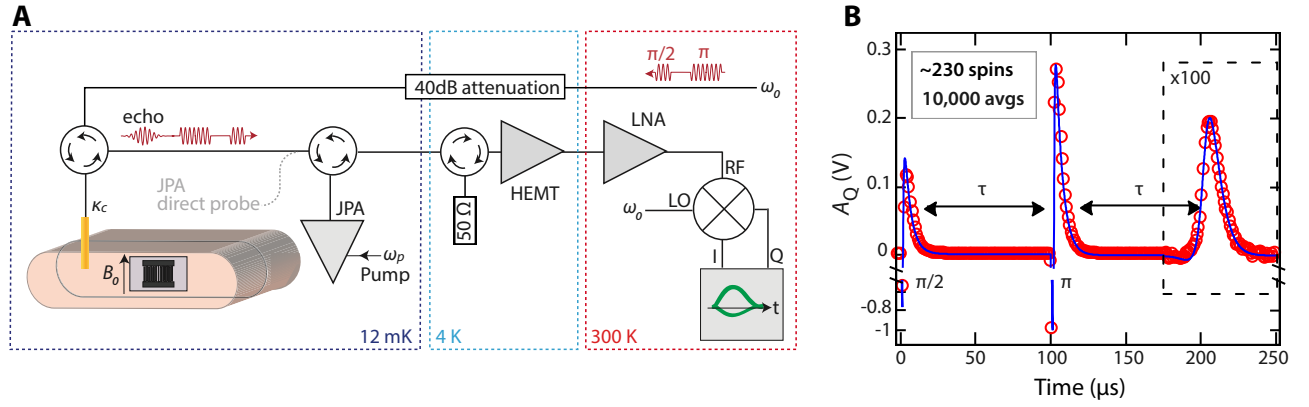 A
π/2
π
40dB attenuation
ω₀
echo
LNA
JPA
direct probe
HEMT
RF
κc
JPA
50 Ω
ω₀
LO
B₀
ωp
Pump
I
Q
t
12 mK
4 K
300 K
B
~230 spins
10,000 avgs
x100
τ
τ
π/2
π
0.3
0.2
0.1
0
-0.8
-1
A_Q (V)
0
50
100
150
200
250
Time (μs)